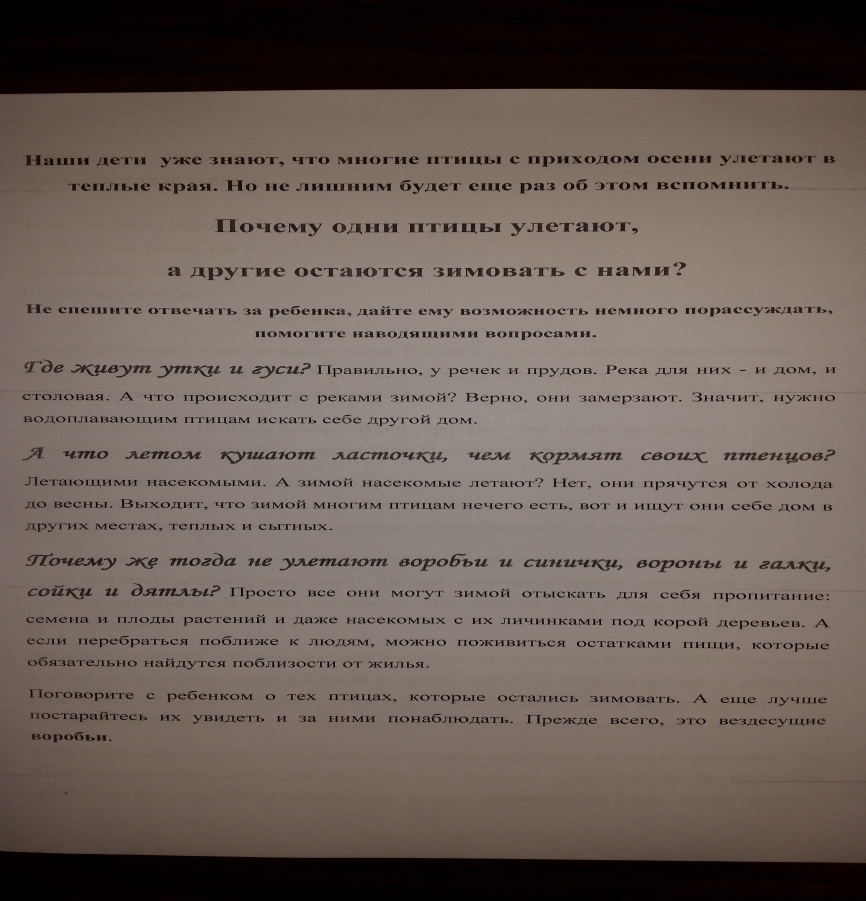 Наши дети уже знают, что многие птицы с приходом осени улетают в
теплые края. Но не лишним будет еще раз об этом вспомнить.
Почему одни птицы улетают,
а другие остаются зимовать с нами?
Не спешите отвечать за ребенка, дайте ему возможность немного порассуждать,
помогите наводящими вопросами.
Где живут утки и гуси? Правильно, у речек и прудов. Река для них - и дом, и
столовая. А что происходит с реками зимой? Верно, они замерзают. Значит, нужно
водоплавающим птицам искать себе другой дом.
А что летом кушают ласточки, чем кормят своих птенцов?
Летающими насекомыми. А зимой насекомые летают? Нет, они прячутся от холода
до весны. Выходит, что зимой многим птицам нечего есть, вот и ищут они себе дом в
других местах, теплых и сытных.
Почему же тогда не улетают воробьи и синички, вороны и галки,
сойки и дятлы? Просто все они могут зимой отыскать для себя пропитание:
семена и плоды растений и даже насекомых с их личинками под корой деревьев. А
если перебраться поближе к людям, можно поживиться остатками пищи, которые
обязательно найдутся поблизости от жилья.
Поговорите с ребенком о тех птицах, которые остались зимовать. А еще лучше
постарайтесь их увидеть и за ними понаблюдать. Прежде всего, это вездесущие
воробьи.